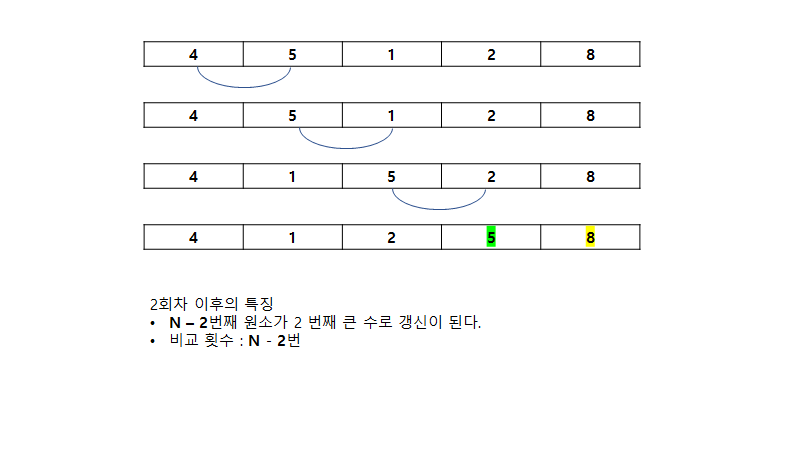 4 5 1 2 8
4 5 1 2 8
4 1 5 2 8
4 1 2 5 8
2회차 이후의 특징
• N – 2번째 원소가 2 번째 큰 수로 갱신이 된다.
• 비교 횟수 : N - 2번